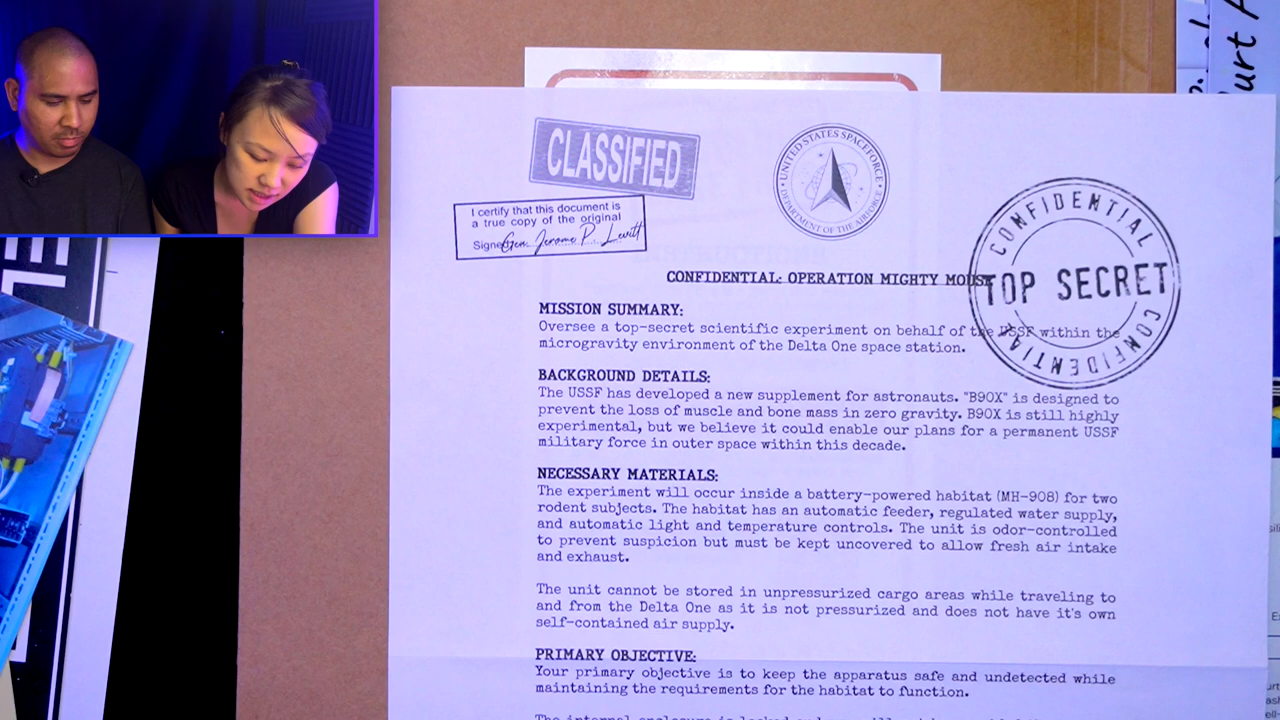 CLASSIFIED
UNITED STATES SPACEFORCE
DEPARTMENT OF THE AIRFORCE
I certify that this document is
a true copy of the original
Signed Gen. Jerome P. Levitt
CONFIDENTIAL
TOP SECRET
CONFIDENTIAL
CONFIDENTIAL: OPERATION MIGHTY MOUSE
MISSION SUMMARY:
Oversee a top-secret scientific experiment on behalf of the USSF within the
microgravity environment of the Delta One space station.
BACKGROUND DETAILS:
The USSF has developed a new supplement for astronauts. "B90X" is designed to
prevent the loss of muscle and bone mass in zero gravity. B90X is still highly
experimental, but we believe it could enable our plans for a permanent USSF
military force in outer space within this decade.
NECESSARY MATERIALS:
The experiment will occur inside a battery-powered habitat (MH-908) for two
rodent subjects. The habitat has an automatic feeder, regulated water supply,
and automatic light and temperature controls. The unit is odor-controlled
to prevent suspicion but must be kept uncovered to allow fresh air intake
and exhaust.
The unit cannot be stored in unpressurized cargo areas while traveling to
and from the Delta One as it is not pressurized and does not have it's own
self-contained air supply.
PRIMARY OBJECTIVE:
Your primary objective is to keep the apparatus safe and undetected while
maintaining the requirements for the habitat to function.